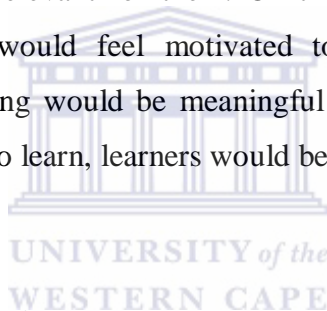 would feel motivated to
ng would be meaningful
o learn, learners would be
UNIVERSITY of the
WESTERN CAPE